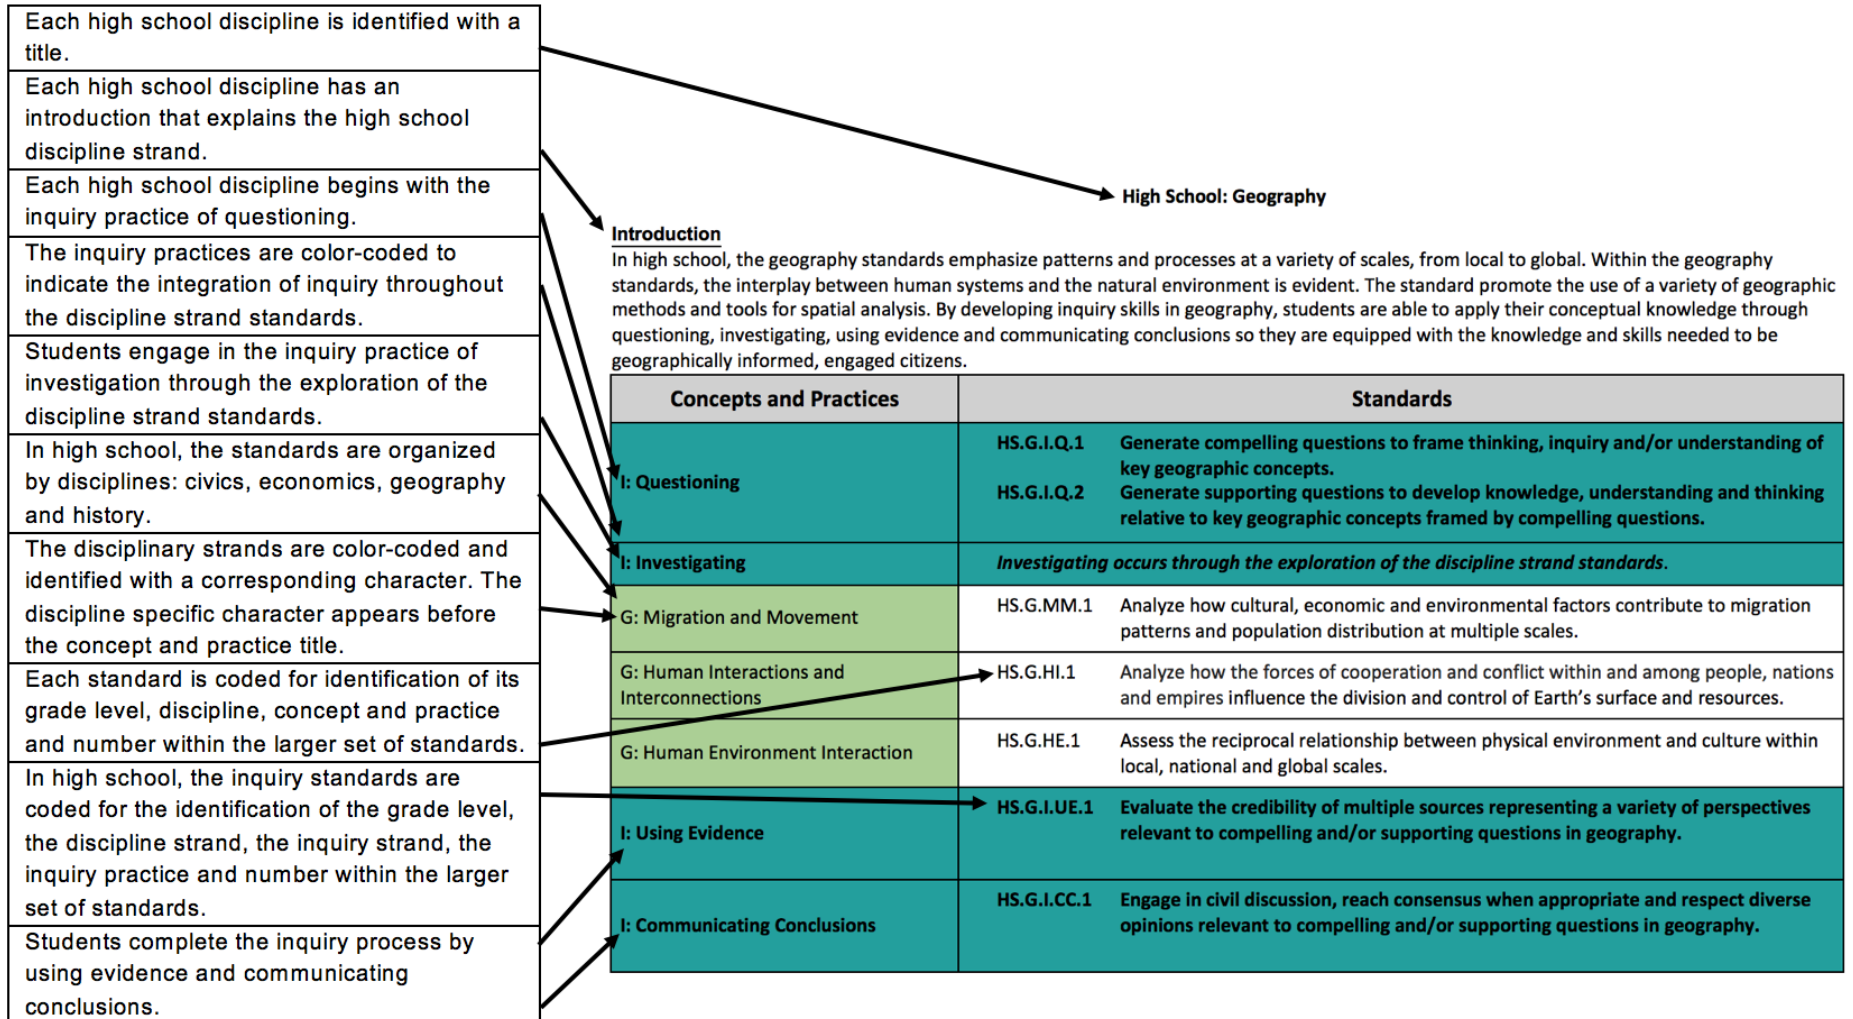 Each high school discipline is identified with a
title.
Each high school discipline has an
introduction that explains the high school
discipline strand.
Each high school discipline begins with the
inquiry practice of questioning.
The inquiry practices are color-coded to
indicate the integration of inquiry throughout
the discipline strand standards.
Students engage in the inquiry practice of
investigation through the exploration of the
discipline strand standards.
In high school, the standards are organized
by disciplines: civics, economics, geography
and history.
The disciplinary strands are color-coded and
identified with a corresponding character. The
discipline specific character appears before
the concept and practice title.
Each standard is coded for identification of its
grade level, discipline, concept and practice
and number within the larger set of standards.
In high school, the inquiry standards are
coded for the identification of the grade level,
the discipline strand, the inquiry strand, the
inquiry practice and number within the larger
set of standards.
Students complete the inquiry process by
using evidence and communicating
conclusions.
High School: Geography
Introduction
In high school, the geography standards emphasize patterns and processes at a variety of scales, from local to global. Within the geography
standards, the interplay between human systems and the natural environment is evident. The standard promote the use of a variety of geographic
methods and tools for spatial analysis. By developing inquiry skills in geography, students are able to apply their conceptual knowledge through
questioning, investigating, using evidence and communicating conclusions so they are equipped with the knowledge and skills needed to be
geographically informed, engaged citizens.
Concepts and Practices
Standards
I: Questioning
HS.G.I.Q.1 Generate compelling questions to frame thinking, inquiry and/or understanding of
key geographic concepts.
HS.G.I.Q.2 Generate supporting questions to develop knowledge, understanding and thinking
relative to key geographic concepts framed by compelling questions.
I: Investigating
Investigating occurs through the exploration of the discipline strand standards.
G: Migration and Movement
HS.G.MM.1 Analyze how cultural, economic and environmental factors contribute to migration
patterns and population distribution at multiple scales.
G: Human Interactions and
Interconnections
HS.G.HI.1 Analyze how the forces of cooperation and conflict within and among people, nations
and empires influence the division and control of Earth's surface and resources.
G: Human Environment Interaction
HS.G.HE.1 Assess the reciprocal relationship between physical environment and culture within
local, national and global scales.
I: Using Evidence
HS.G.I.UE.1 Evaluate the credibility of multiple sources representing a variety of perspectives
relevant to compelling and/or supporting questions in geography.
I: Communicating Conclusions
HS.G.I.CC.1 Engage in civil discussion, reach consensus when appropriate and respect diverse
opinions relevant to compelling and/or supporting questions in geography.